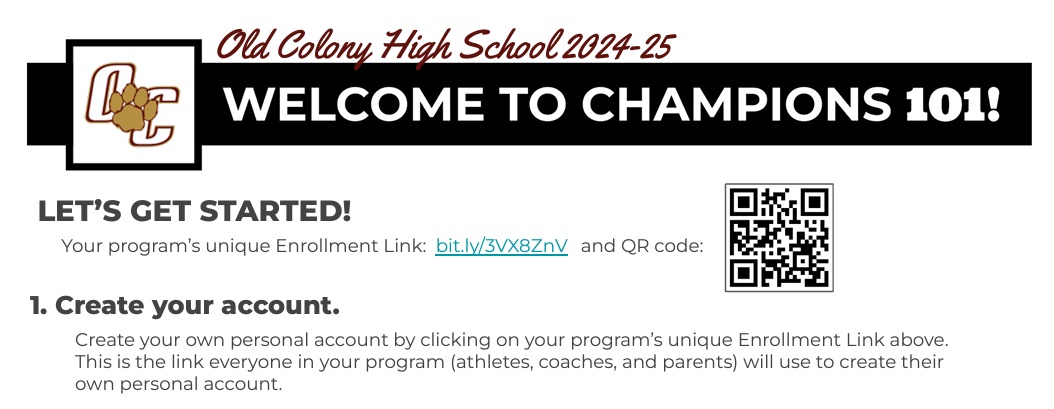 Old Colony High School 2024-25
OC
WELCOME TO CHAMPIONS 101!
LET’S GET STARTED!
Your program’s unique Enrollment Link: bit.ly/3VX8ZnV and QR code:
1. Create your account.
Create your own personal account by clicking on your program’s unique Enrollment Link above.
This is the link everyone in your program (athletes, coaches, and parents) will use to create their
own personal account.